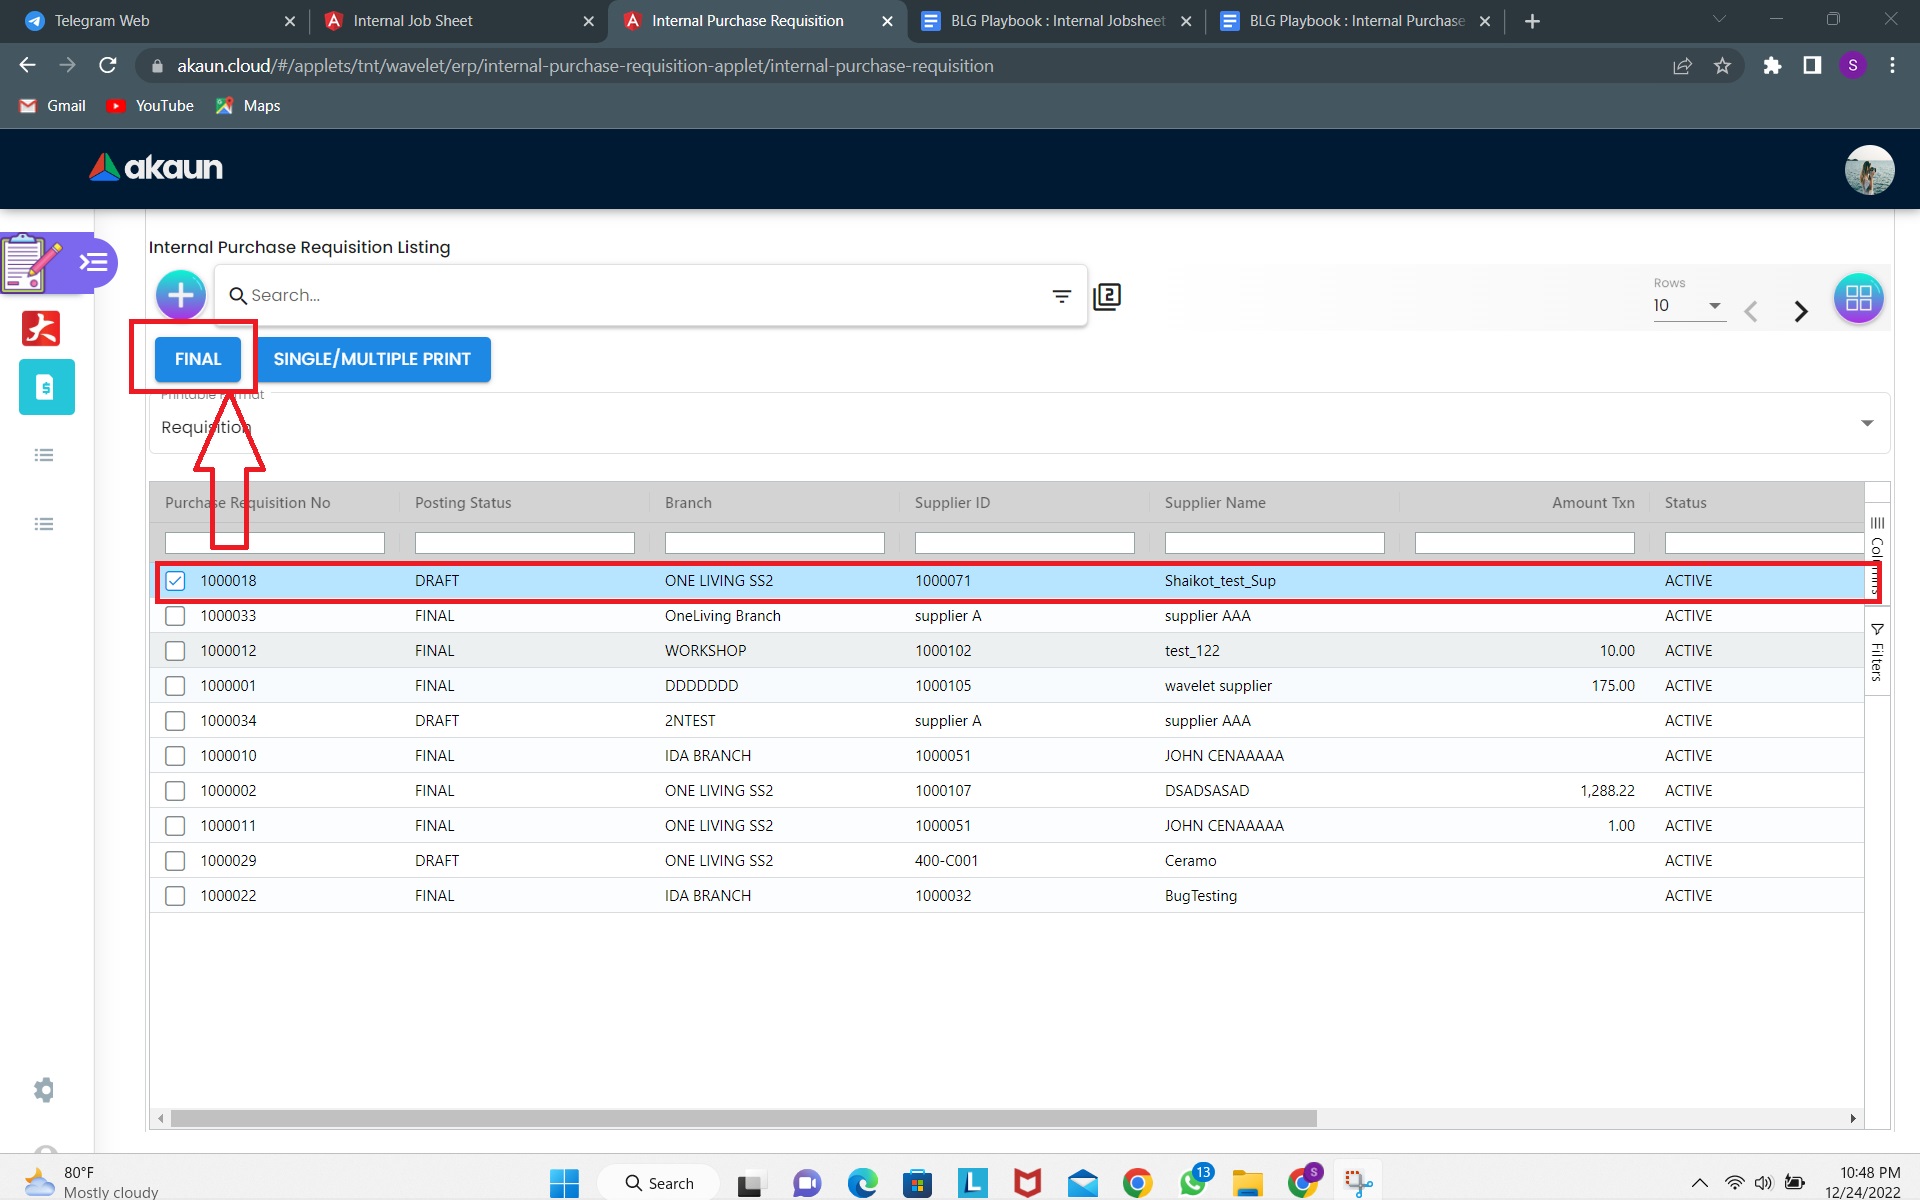 Telegram Web
Internal Job Sheet
Internal Purchase Requisition
BLG Playbook : Internal Jobsheet
BLG Playbook : Internal Purchase
akaun.cloud/#/applets/tnt/wavelet/erp/internal-purchase-requisition-applet/internal-purchase-requisition
S
Gmail
YouTube
Maps
akaun
Internal Purchase Requisition Listing
Search...
2
Rows
10
FINAL
SINGLE/MULTIPLE PRINT
Printable Format
Requisition
Purchase Requisition No Posting Status Branch Supplier ID Supplier Name Amount Txn Status
Columns
Filters
1000018 DRAFT ONE LIVING SS2 1000071 Shaikot_test_Sup ACTIVE
1000033 FINAL OneLiving Branch supplier A supplier AAA ACTIVE
1000012 FINAL WORKSHOP 1000102 test_122 10.00 ACTIVE
1000001 FINAL DDDDDDD 1000105 wavelet supplier 175.00 ACTIVE
1000034 DRAFT 2NTEST supplier A supplier AAA ACTIVE
1000010 FINAL IDA BRANCH 1000051 JOHN CENAAAAA ACTIVE
1000002 FINAL ONE LIVING SS2 1000107 DSADSASAD 1,288.22 ACTIVE
1000011 FINAL ONE LIVING SS2 1000051 JOHN CENAAAAA 1.00 ACTIVE
1000029 DRAFT ONE LIVING SS2 400-C001 Ceramo ACTIVE
1000022 FINAL IDA BRANCH 1000032 BugTesting ACTIVE
80°F
Mostly cloudy
Search
L
13
S
10:48 PM
12/24/2022